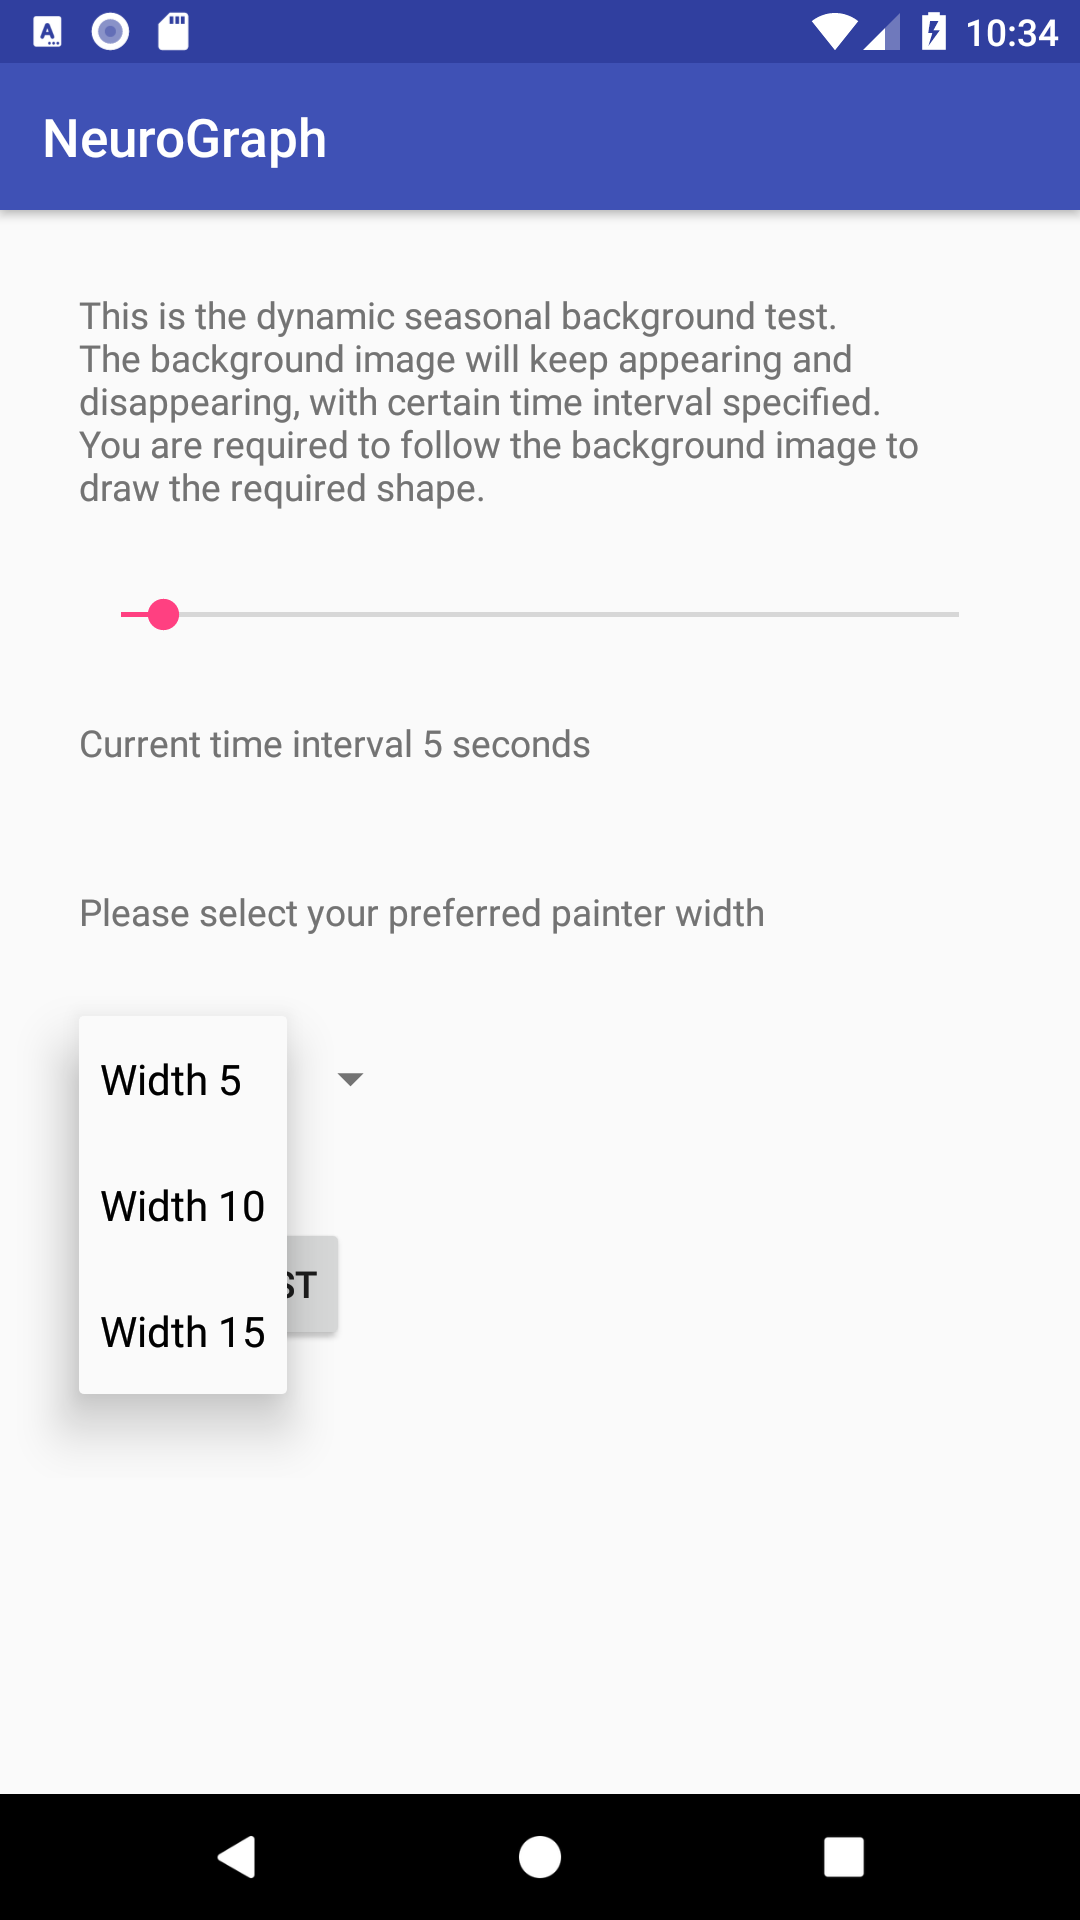 10:34
NeuroGraph
This is the dynamic seasonal background test.
The background image will keep appearing and
disappearing, with certain time interval specified.
You are required to follow the background image to
draw the required shape.
Current time interval 5 seconds
Please select your preferred painter width
Width 5
Width 10
Width 15